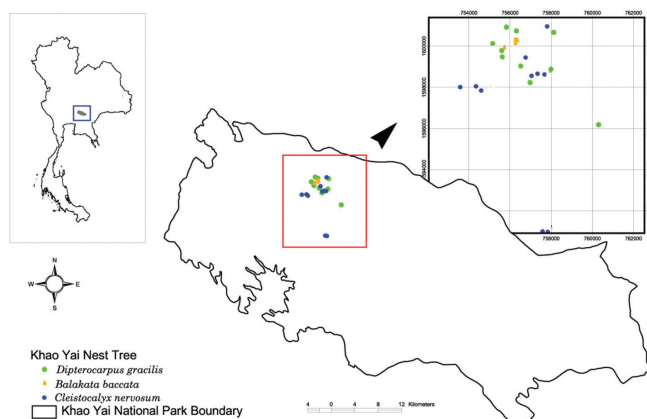 754000 756000 758000 760000 762000
1600000
1598000
1596000
1594000
758000 760000 762000
N
W E
S
Khao Yai Nest Tree
Dipterocarpus gracilis
Balakata baccata
Cleistocalyx nervosum
Khao Yai National Park Boundary
4 2 0 4 8 12 Kilometers